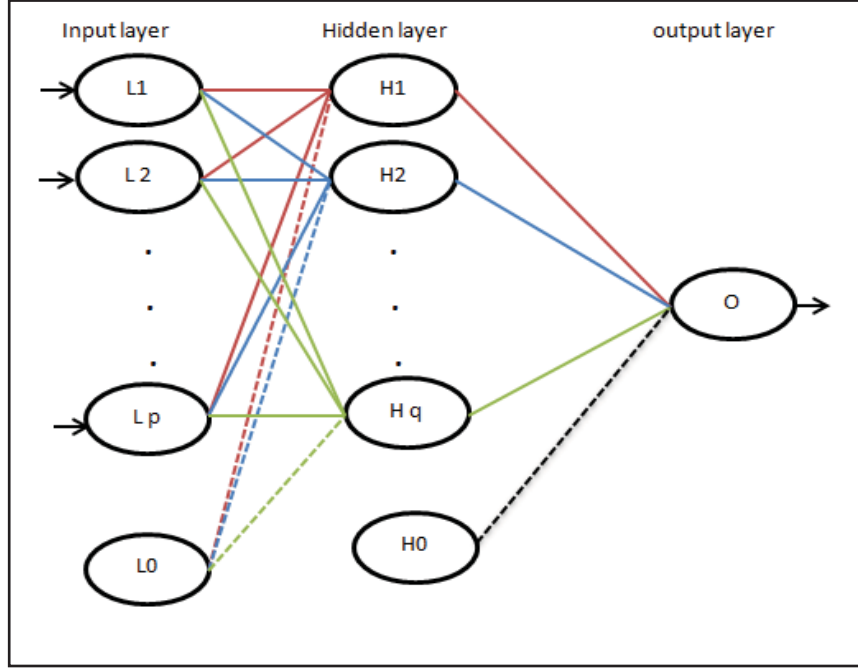 Input layer Hidden layer output layer
L1 H1
L 2 H2
O
L p H q
L0 H0